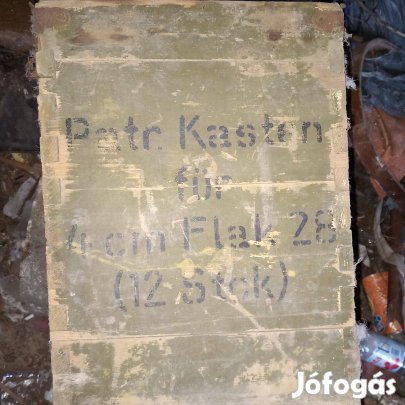 Patr. Kasten
für
4 cm Flak 28
(12 Stck)
Jófogás